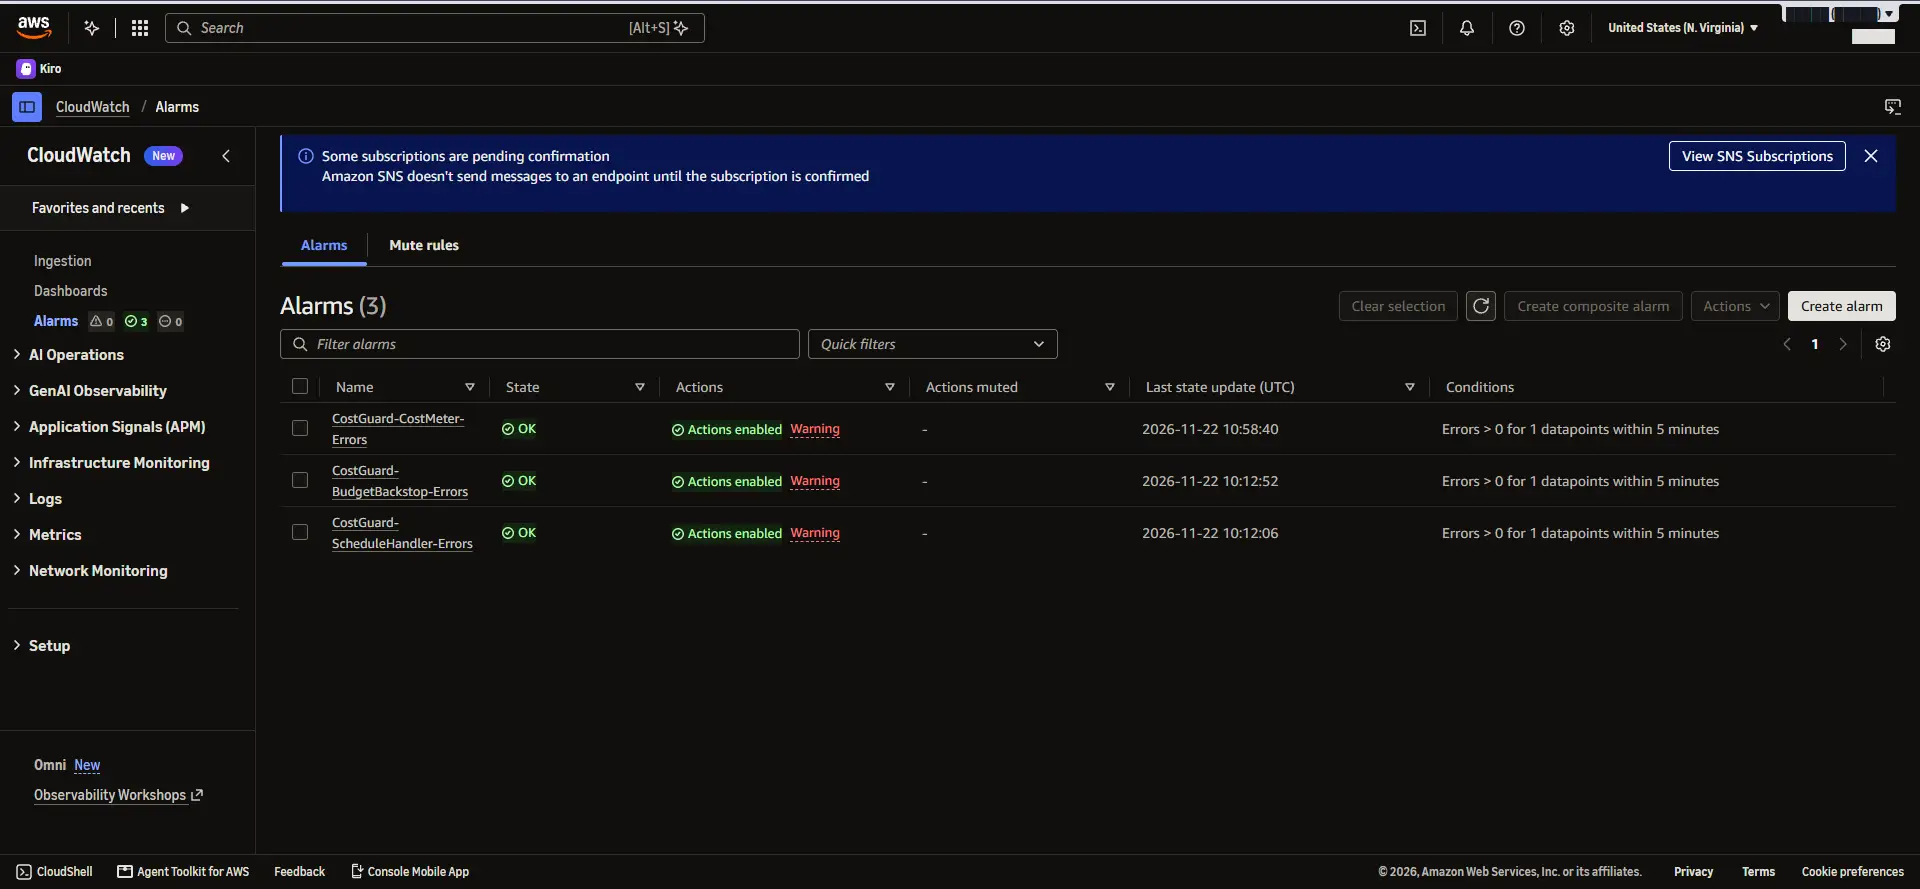 aws
Search
[Alt+S]
United States (N. Virginia)
Kiro
CloudWatch / Alarms
CloudWatch New
Favorites and recents
Ingestion
Dashboards
Alarms 0 3 0
AI Operations
GenAI Observability
Application Signals (APM)
Infrastructure Monitoring
Logs
Metrics
Network Monitoring
Setup
Omni New
Observability Workshops
Some subscriptions are pending confirmation
Amazon SNS doesn't send messages to an endpoint until the subscription is confirmed
View SNS Subscriptions
Alarms
Mute rules
Alarms (3)
Clear selection
Create composite alarm
Actions
Create alarm
Filter alarms
Quick filters
1
Name State Actions Actions muted Last state update (UTC) Conditions
CostGuard-CostMeter-
Errors
OK Actions enabled Warning - 2026-11-22 10:58:40 Errors > 0 for 1 datapoints within 5 minutes
CostGuard-
BudgetBackstop-Errors
OK Actions enabled Warning - 2026-11-22 10:12:52 Errors > 0 for 1 datapoints within 5 minutes
CostGuard-
ScheduleHandler-Errors
OK Actions enabled Warning - 2026-11-22 10:12:06 Errors > 0 for 1 datapoints within 5 minutes
CloudShell
Agent Toolkit for AWS
Feedback
Console Mobile App
© 2026, Amazon Web Services, Inc. or its affiliates.
Privacy
Terms
Cookie preferences